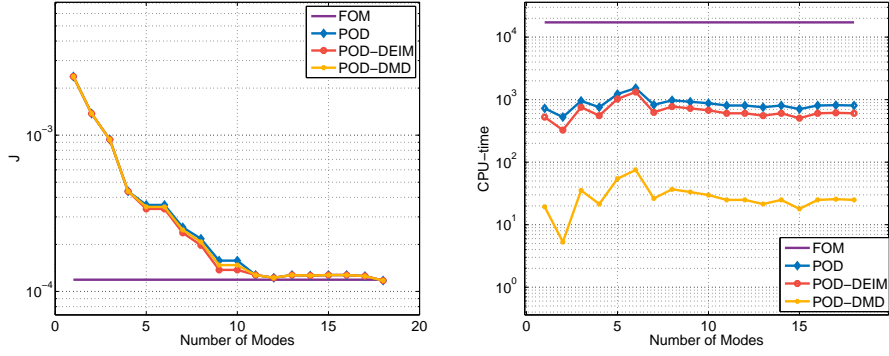 FOM
POD
POD-DEIM
POD-DMD
10^-3
10^-4
J
0
5
10
15
20
Number of Modes
10^4
10^3
10^2
10^1
10^0
CPU-time
FOM
POD
POD-DEIM
POD-DMD
0
5
10
15
Number of Modes